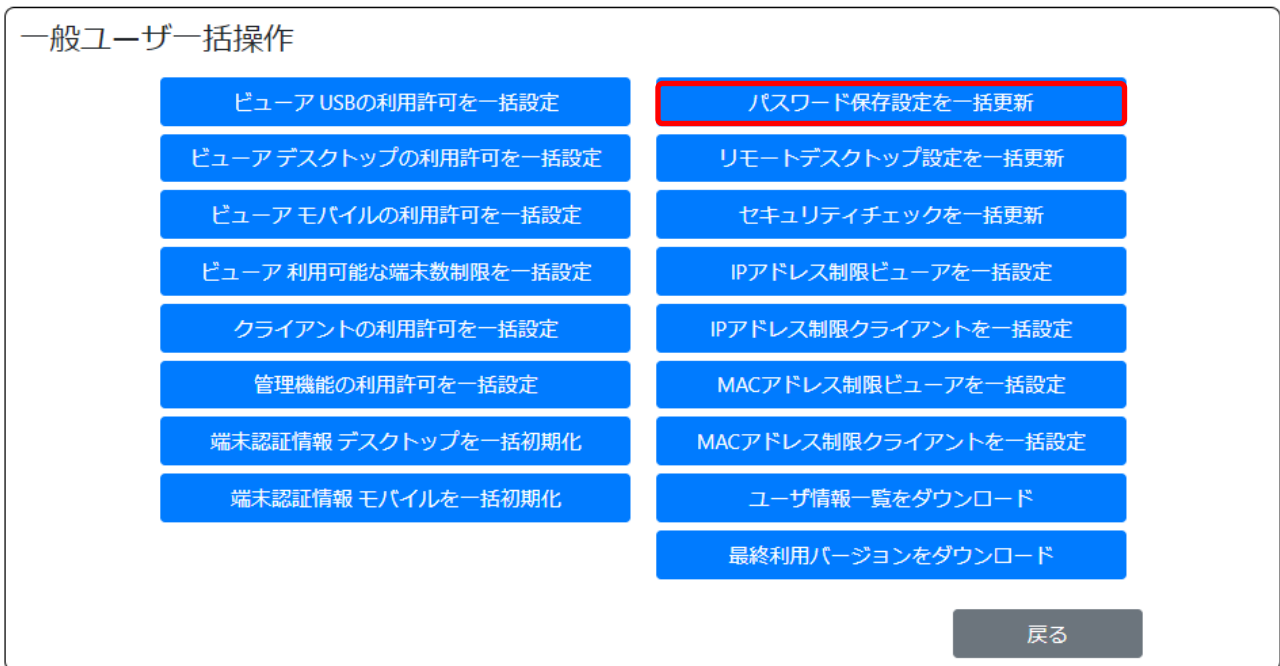 一般ユーザ一括操作
ビューア USBの利用許可を一括設定
パスワード保存設定を一括更新
ビューア デスクトップの利用許可を一括設定
リモートデスクトップ設定を一括更新
ビューア モバイルの利用許可を一括設定
セキュリティチェックを一括更新
ビューア 利用可能な端末数制限を一括設定
IPアドレス制限ビューアを一括設定
クライアントの利用許可を一括設定
IPアドレス制限クライアントを一括設定
管理機能の利用許可を一括設定
MACアドレス制限ビューアを一括設定
端末認証情報 デスクトップを一括初期化
MACアドレス制限クライアントを一括設定
端末認証情報 モバイルを一括初期化
ユーザ情報一覧をダウンロード
最終利用バージョンをダウンロード
戻る